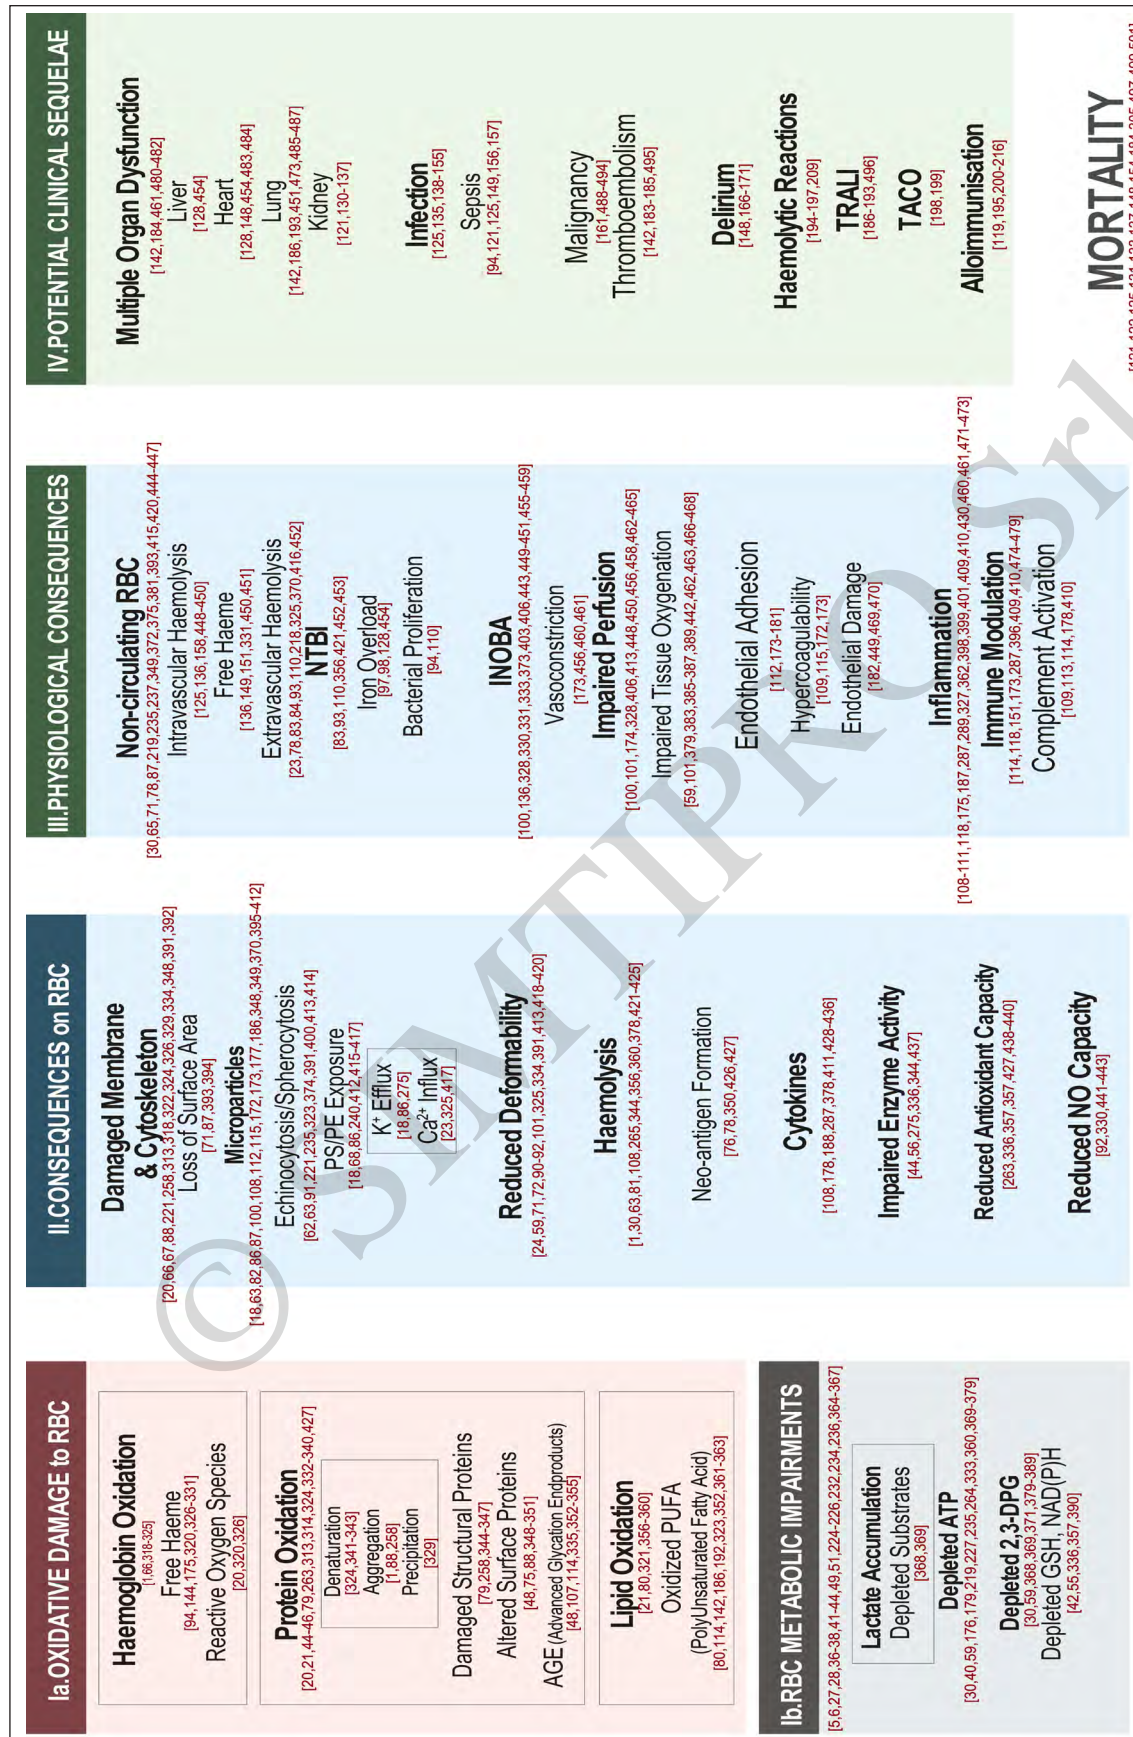 Ia.OXIDATIVE DAMAGE to RBC
Haemoglobin Oxidation
[1,66,318-325]
Free Haeme
[94,144,175,320,326-331]
Reactive Oxygen Species
[20,320,326]
Protein Oxidation
[20,21,44-46,79,263,313,314,324,332-340,427]
Denaturation
[324,341-343]
Aggregation
[1,88,258]
Precipitation
[329]
Damaged Structural Proteins
[79,258,344-347]
Altered Surface Proteins
[48,75,88,348-351]
AGE (Advanced Glycation Endproducts)
[48,107,114,335,352-355]
Lipid Oxidation
[21,80,321,356-360]
Oxidized PUFA
(PolyUnsaturated Fatty Acid)
[80,114,142,186,192,323,352,361-363]
Ib.RBC METABOLIC IMPAIRMENTS
[5,6,27,28,36-38,41-44,49,51,224-226,232,234,236,364-367]
Lactate Accumulation
Depleted Substrates
[368,369]
Depleted ATP
[30,40,59,176,179,219,227,235,264,333,360,369-379]
Depleted 2,3-DPG
[30,59,368,369,371,379-389]
Depleted GSH, NAD(P)H
[42,55,336,357,390]
II.CONSEQUENCES on RBC
Damaged Membrane
& Cytoskeleton
[20,66,67,88,221,258,313,318,322,324,326,329,334,348,391,392]
Loss of Surface Area
[71,87,393,394]
Microparticles
[18,63,82,86,87,100,108,112,115,172,173,177,186,348,349,370,395-412]
Echinocytosis/Spherocytosis
[62,63,91,221,235,323,374,391,400,413,414]
PS/PE Exposure
[18,68,86,240,412,415-417]
K+ Efflux
[18,86,275]
Ca2+ Influx
[23,325,417]
Reduced Deformability
[24,59,71,72,90-92,101,325,334,391,413,418-420]
Haemolysis
[1,30,63,81,108,265,344,356,360,378,421-425]
Neo-antigen Formation
[76,78,350,426,427]
Cytokines
[108,178,188,287,378,411,428-436]
Impaired Enzyme Activity
[44,56,275,336,344,437]
Reduced Antioxidant Capacity
[263,336,357,357,427,438-440]
Reduced NO Capacity
[92,330,441-443]
III.PHYSIOLOGICAL CONSEQUENCES
Non-circulating RBC
[30,65,71,78,87,219,235,237,349,372,375,381,393,415,420,444-447]
Intravascular Haemolysis
[125,136,158,448-450]
Free Haeme
[136,149,151,331,450,451]
Extravascular Haemolysis
[23,78,83,84,93,110,218,325,370,416,452]
NTBI
[83,93,110,356,421,452,453]
Iron Overload
[97,98,128,454]
Bacterial Proliferation
[94,110]
INOBA
[100,136,328,330,331,333,373,403,406,443,449-451,455-459]
Vasoconstriction
[173,456,460,461]
Impaired Perfusion
[100,101,174,328,406,413,448,450,456,458,462-465]
Impaired Tissue Oxygenation
[59,101,379,383,385-387,389,442,462,463,466-468]
Endothelial Adhesion
[112,173-181]
Hypercoagulability
[109,115,172,173]
Endothelial Damage
[182,449,469,470]
Inflammation
[108-111,118,175,187,287,289,327,362,398,399,401,409,410,430,460,461,471-473]
Immune Modulation
[114,118,151,173,287,396,409,410,474-479]
Complement Activation
[109,113,114,178,410]
IV.POTENTIAL CLINICAL SEQUELAE
Multiple Organ Dysfunction
[142,184,461,480-482]
Liver
[128,454]
Heart
[128,148,454,483,484]
Lung
[142,186,193,451,473,485-487]
Kidney
[121,130-137]
Infection
[125,135,138-155]
Sepsis
[94,121,125,149,156,157]
Malignancy
[161,488-494]
Thromboembolism
[142,183-185,495]
Delirium
[148,166-171]
Haemolytic Reactions
[194-197,209]
TRALI
[186-193,496]
TACO
[198,199]
Alloimmunisation
[119,195,200-216]
MORTALITY
© SMTIPRO Srl